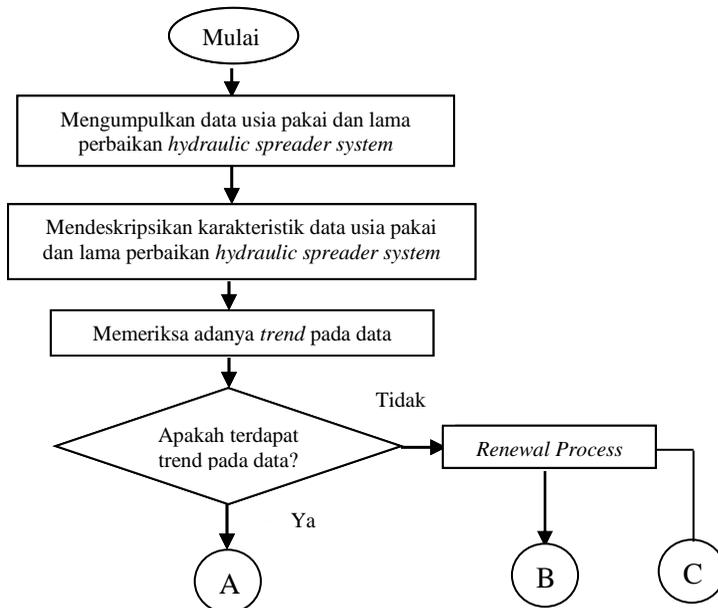 Mulai
Mengumpulkan data usia pakai dan lama
perbaikan hydraulic spreader system
Mendeskripsikan karakteristik data usia pakai
dan lama perbaikan hydraulic spreader system
Memeriksa adanya trend pada data
Apakah terdapat
trend pada data?
Tidak
Renewal Process
Ya
A
B
C